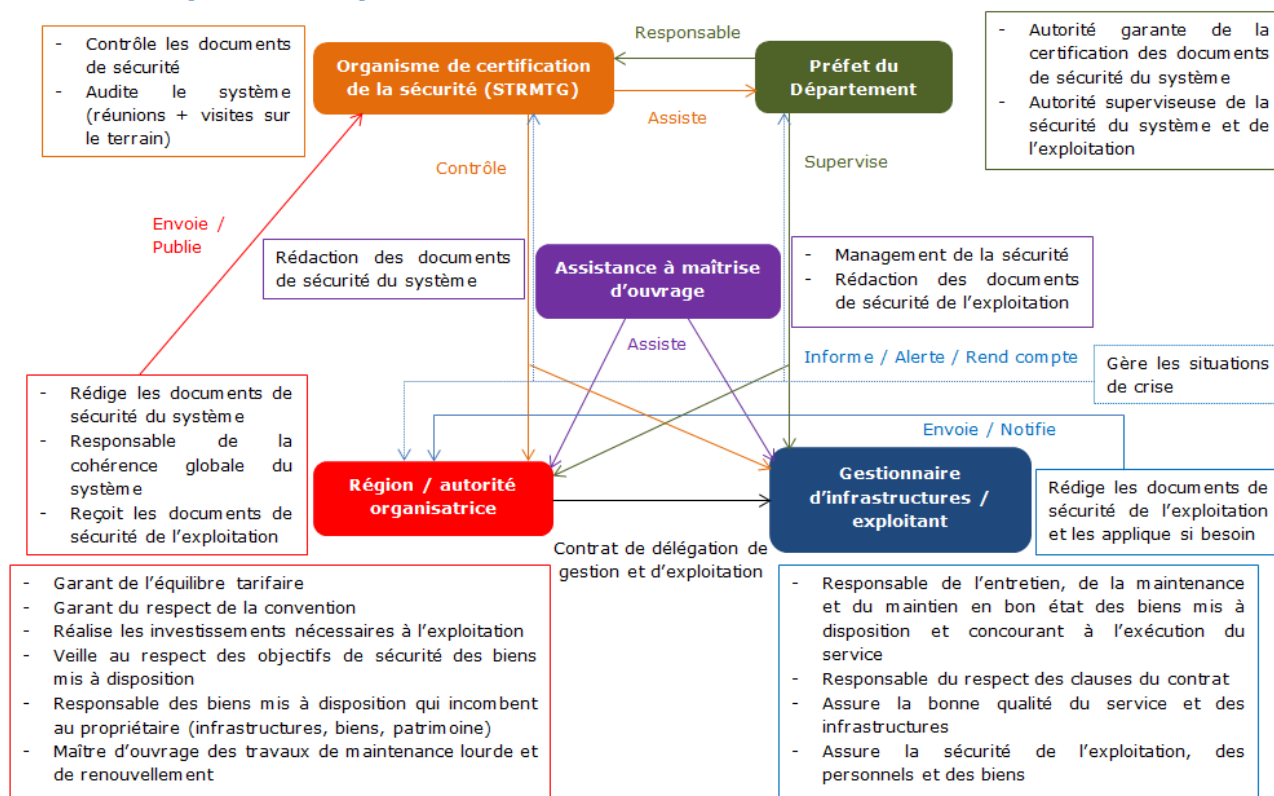 - Contrôle les documents
de sécurité
- Audite le système
(réunions + visites sur
le terrain)
Organisme de certification
de la sécurité (STRMTG)
Responsable
Assiste
Préfet du
Département
- Autorité garante de la
certification des documents
de sécurité du système
- Autorité superviseuse de la
sécurité du système et de
l'exploitation
Contrôle
Supervise
Envoie /
Publie
Rédaction des documents
de sécurité du système
Assistance à maîtrise
d'ouvrage
- Management de la sécurité
- Rédaction des documents
de sécurité de l'exploitation
Assiste
Informe / Alerte / Rend compte
Gère les situations
de crise
- Rédige les documents de
sécurité du système
- Responsable de la
cohérence globale du
système
- Reçoit les documents de
sécurité de l'exploitation
Envoie / Notifie
Région / autorité
organisatrice
Gestionnaire
d'infrastructures /
exploitant
Rédige les documents de
sécurité de l'exploitation
et les applique si besoin
Contrat de délégation de
gestion et d'exploitation
- Garant de l'équilibre tarifaire
- Garant du respect de la convention
- Réalise les investissements nécessaires à l'exploitation
- Veille au respect des objectifs de sécurité des biens
mis à disposition
- Responsable des biens mis à disposition qui incombent
au propriétaire (infrastructures, biens, patrimoine)
- Maître d'ouvrage des travaux de maintenance lourde et
de renouvellement
- Responsable de l'entretien, de la maintenance
et du maintien en bon état des biens mis à
disposition et concourant à l'exécution du
service
- Responsable du respect des clauses du contrat
- Assure la bonne qualité du service et des
infrastructures
- Assure la sécurité de l'exploitation, des
personnels et des biens